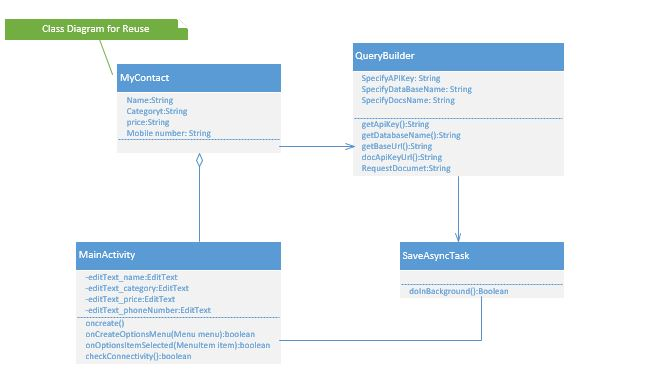 Class Diagram for Reuse
MyContact
Name:String
Categoryt:String
price:String
Mobile number: String
QueryBuilder
SpecifyAPIKey: String
SpecifyDataBaseName: String
SpecifyDocsName: String
getApiKey():String
getDatabaseName():String
getBaseUrl():String
docApiKeyUrl():String
RequestDocumet:String
MainActivity
-editText_name:EditText
-editText_category:EditText
-editText_price:EditText
-editText_phoneNumber:EditText
oncreate()
onCreateOptionsMenu(Menu menu):boolean
onOptionsItemSelected(MenuItem item):boolean
checkConnectivity():boolean
SaveAsyncTask
doInBackground():Boolean